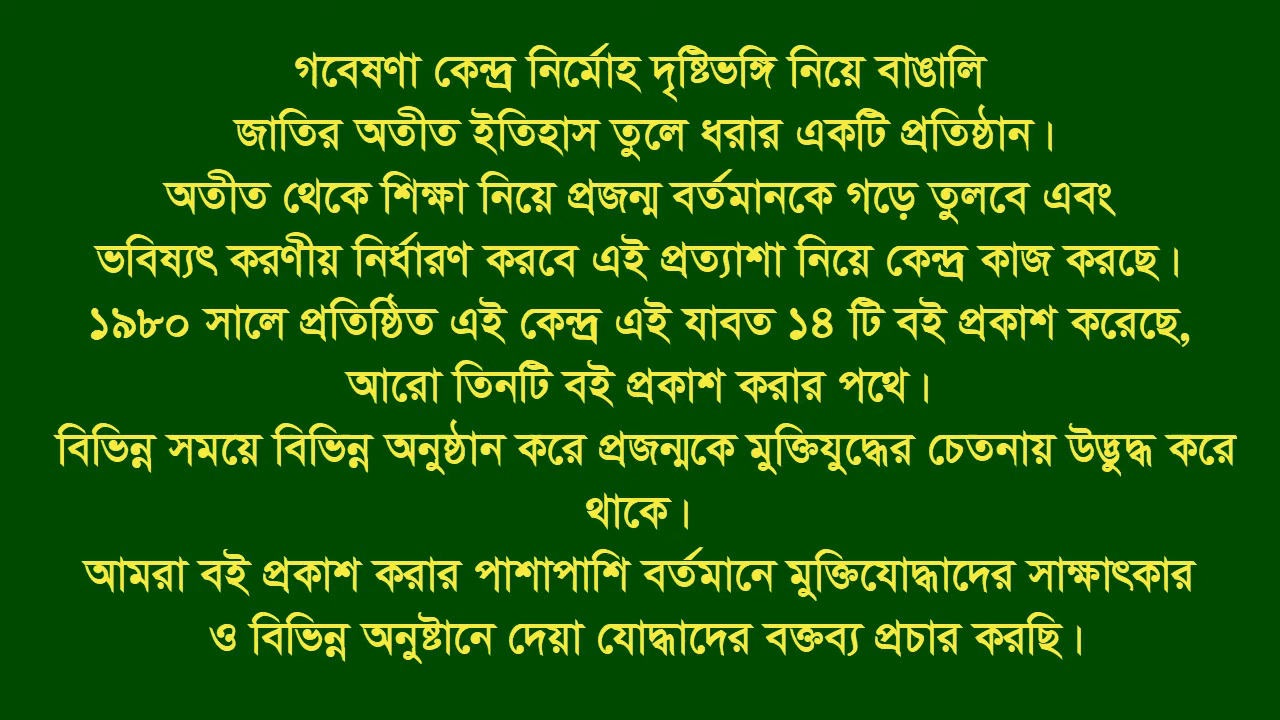 গবেষণা কেন্দ্র নির্মোহ দৃষ্টিভঙ্গি নিয়ে বাঙালি
জাতির অতীত ইতিহাস তুলে ধরার একটি প্রতিষ্ঠান।
অতীত থেকে শিক্ষা নিয়ে প্রজন্ম বর্তমানকে গড়ে তুলবে এবং
ভবিষ্যৎ করণীয় নির্ধারণ করবে এই প্রত্যাশা নিয়ে কেন্দ্র কাজ করছে।
১৯৮০ সালে প্রতিষ্ঠিত এই কেন্দ্র এই যাবত ১৪ টি বই প্রকাশ করেছে,
আরো তিনটি বই প্রকাশ করার পথে।
বিভিন্ন সময়ে বিভিন্ন অনুষ্ঠান করে প্রজন্মকে মুক্তিযুদ্ধের চেতনায় উদ্ভুদ্ধ করে
থাকে।
আমরা বই প্রকাশ করার পাশাপাশি বর্তমানে মুক্তিযোদ্ধাদের সাক্ষাৎকার
ও বিভিন্ন অনুষ্টানে দেয়া যোদ্ধাদের বক্তব্য প্রচার করছি।